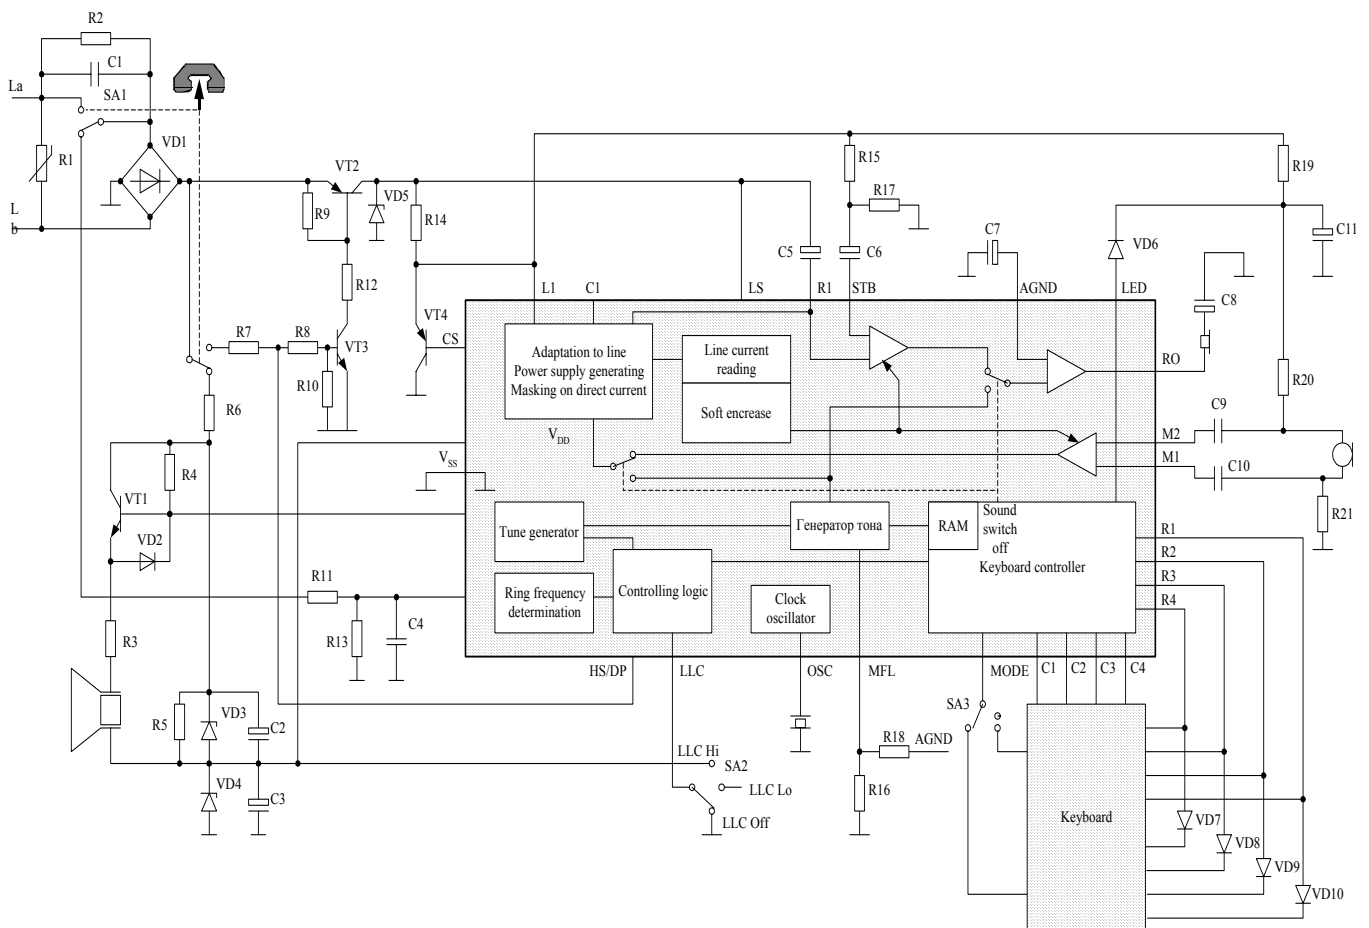 R2
C1
La
SA1
R1
VD1
L
b
VT2
R9
VD5
R14
R12
R7
R8
VT3
R10
VT4
CS
R6
R4
VT1
VD2
R11
R13
C4
R3
R5
VD3
C2
VD4
C3
R15
R17
C5
C6
C7
VD6
R19
C11
C8
R20
C9
C10
R21
L1
C1
LS
R1
STB
AGND
LED
RO
M2
M1
R1
R2
R3
R4
Adaptation to line
Power supply generating
Masking on direct current
Line current
reading
Soft encrease
VDD
VSS
Tune generator
Генератор тона
RAM
Sound
switch
off
Keyboard controller
Ring frequency
determination
Controlling logic
Clock
oscillator
HS/DP
LLC
OSC
MFL
MODE
C1
C2
C3
C4
SA3
R18
AGND
R16
LLC Hi
SA2
LLC Lo
LLC Off
Keyboard
VD7
VD8
VD9
VD10